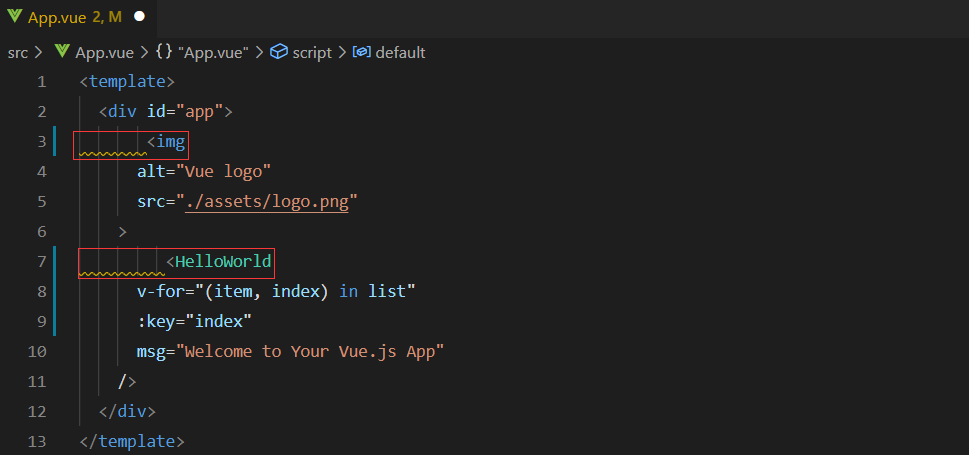 App.vue 2, M
src > App.vue > {} "App.vue" > script > default
1 <template>
2   <div id="app">
3        <img
4       alt="Vue logo"
5       src="./assets/logo.png"
6     >
7          <HelloWorld
8       v-for="(item, index) in list"
9       :key="index"
10       msg="Welcome to Your Vue.js App"
11     />
12   </div>
13 </template>